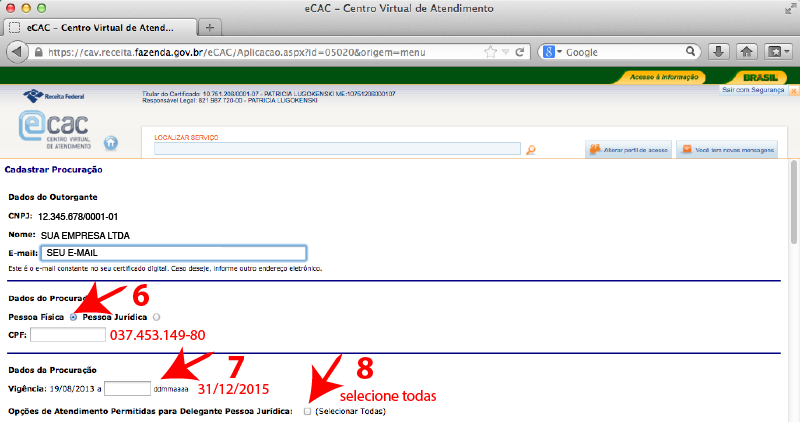 eCAC – Centro Virtual de Atendimento
eCAC – Centro Virtual de Atendim...
https://cav.receita.fazenda.gov.br/eCAC/Aplicacao.aspx?id=05020&origem=menu
Google
Acesso à Informação
BRASIL
Receita Federal
Titular do Certificado: 10.751.206/0001-07 - PATRICIA LUGOKENSKI ME:10751206000107
Responsável Legal: 821.987.720-00 - PATRICIA LUGOKENSKI
Sair com Segurança
ecac
CENTRO VIRTUAL
DE ATENDIMENTO
LOCALIZAR SERVIÇO
Alterar perfil de acesso
Você tem novas mensagens
Cadastrar Procuração
Dados do Outorgante
CNPJ: 12.345.678/0001-01
Nome: SUA EMPRESA LTDA
E-mail: SEU E-MAIL
Este é o e-mail constante no seu certificado digital. Caso deseje, informe outro endereço eletrônico.
Dados do Procura
6
Pessoa Física Pessoa Jurídica
CPF: 037.453.149-80
Dados da Procuração
7
8
Vigência: 19/08/2013 a ddmmaaaa 31/12/2015
selecione todas
Opções de Atendimento Permitidas para Delegante Pessoa Jurídica: (Selecionar Todas)